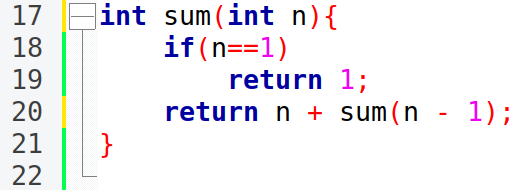 17 int sum(int n){
18     if(n==1)
19         return 1;
20     return n + sum(n - 1);
21 }
22